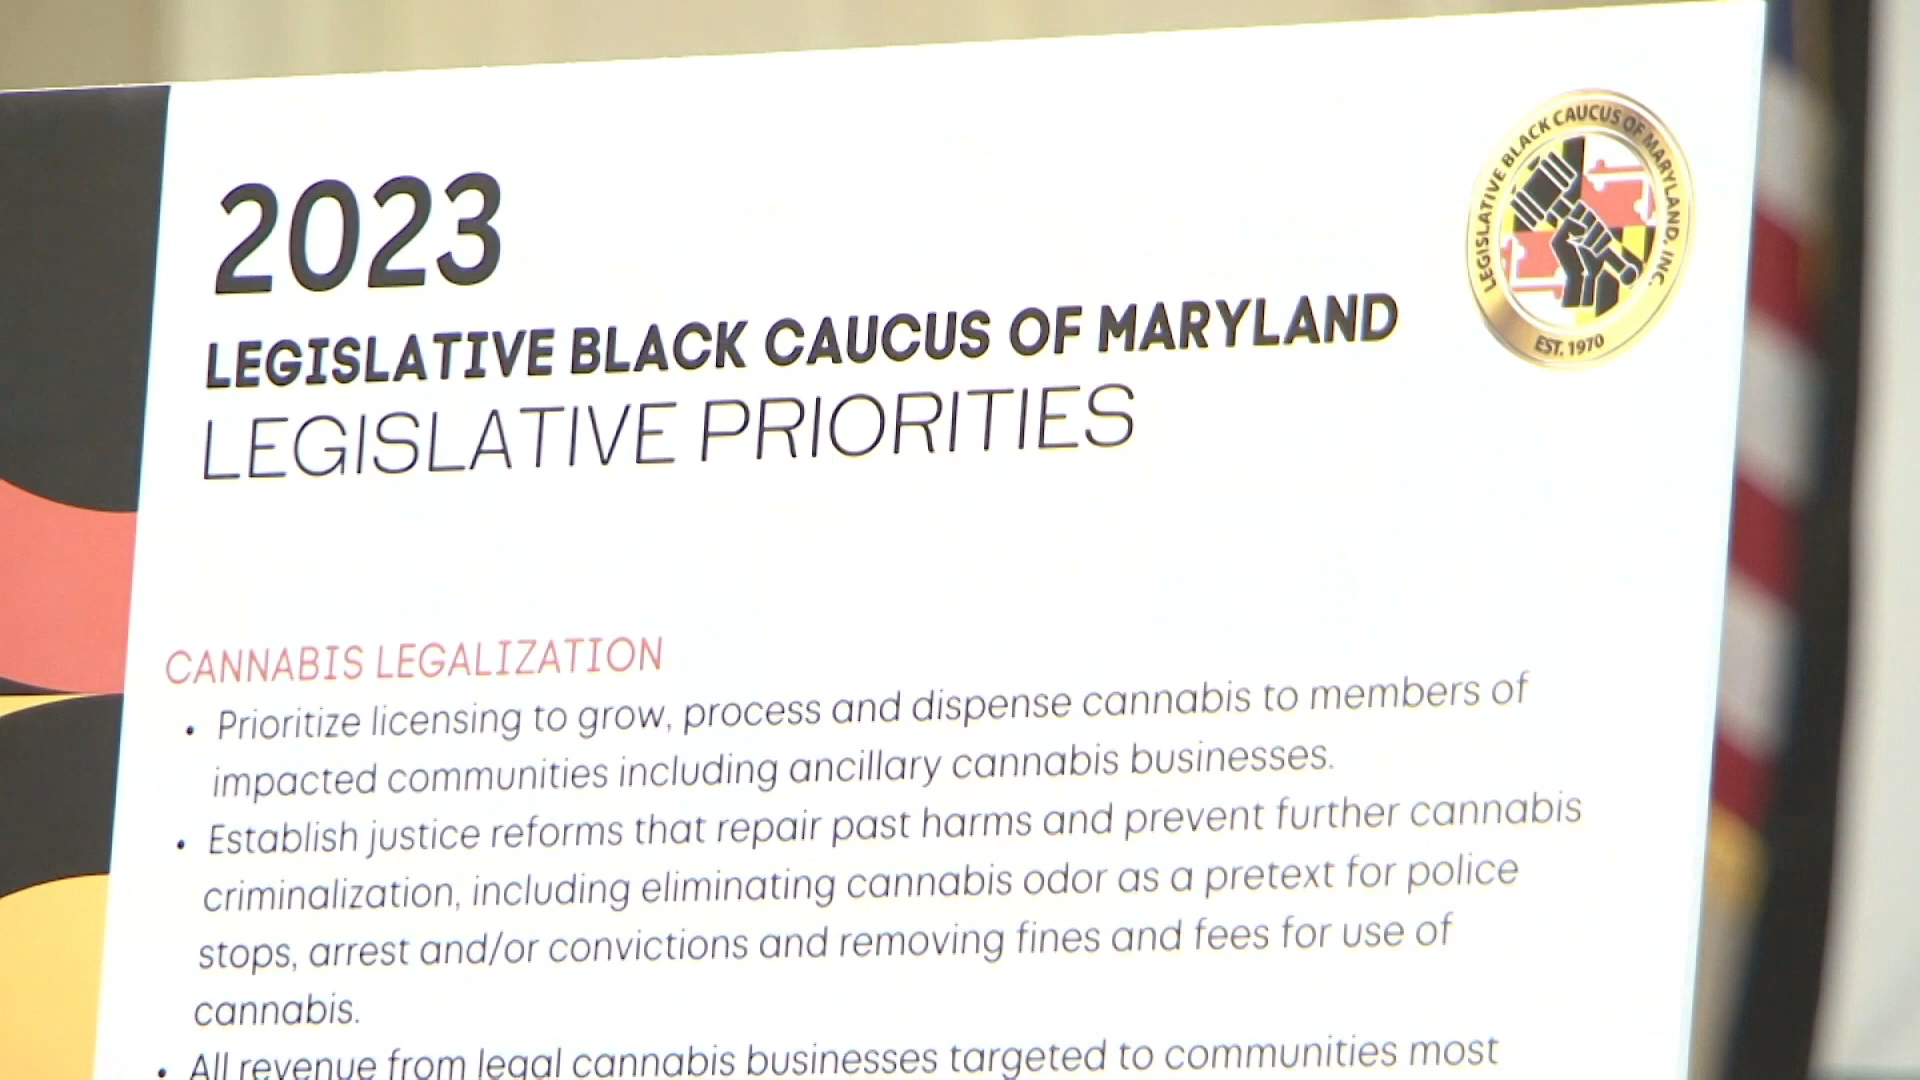 2023
LEGISLATIVE BLACK CAUCUS OF MARYLAND
LEGISLATIVE PRIORITIES
LEGISLATIVE BLACK CAUCUS OF MARYLAND, INC.
EST. 1970
CANNABIS LEGALIZATION
• Prioritize licensing to grow, process and dispense cannabis to members of
impacted communities including ancillary cannabis businesses.
• Establish justice reforms that repair past harms and prevent further cannabis
criminalization, including eliminating cannabis odor as a pretext for police
stops, arrest and/or convictions and removing fines and fees for use of
cannabis.
• All revenue from legal cannabis businesses targeted to communities most